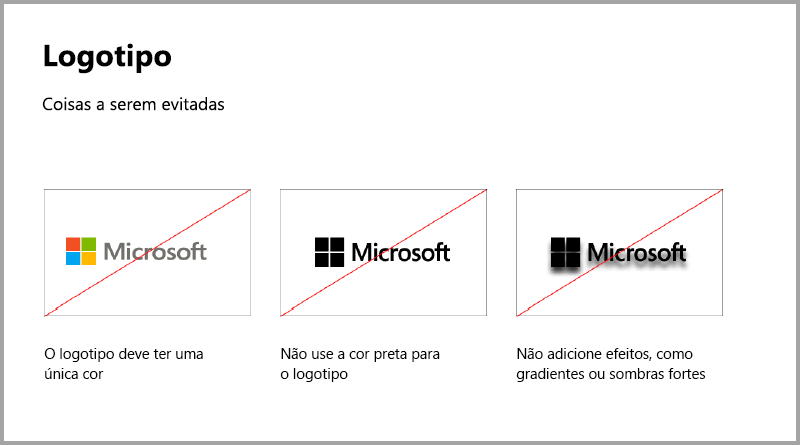 Logotipo
Coisas a serem evitadas
Microsoft
Microsoft
Microsoft
O logotipo deve ter uma
única cor
Não use a cor preta para
o logotipo
Não adicione efeitos, como
gradientes ou sombras fortes